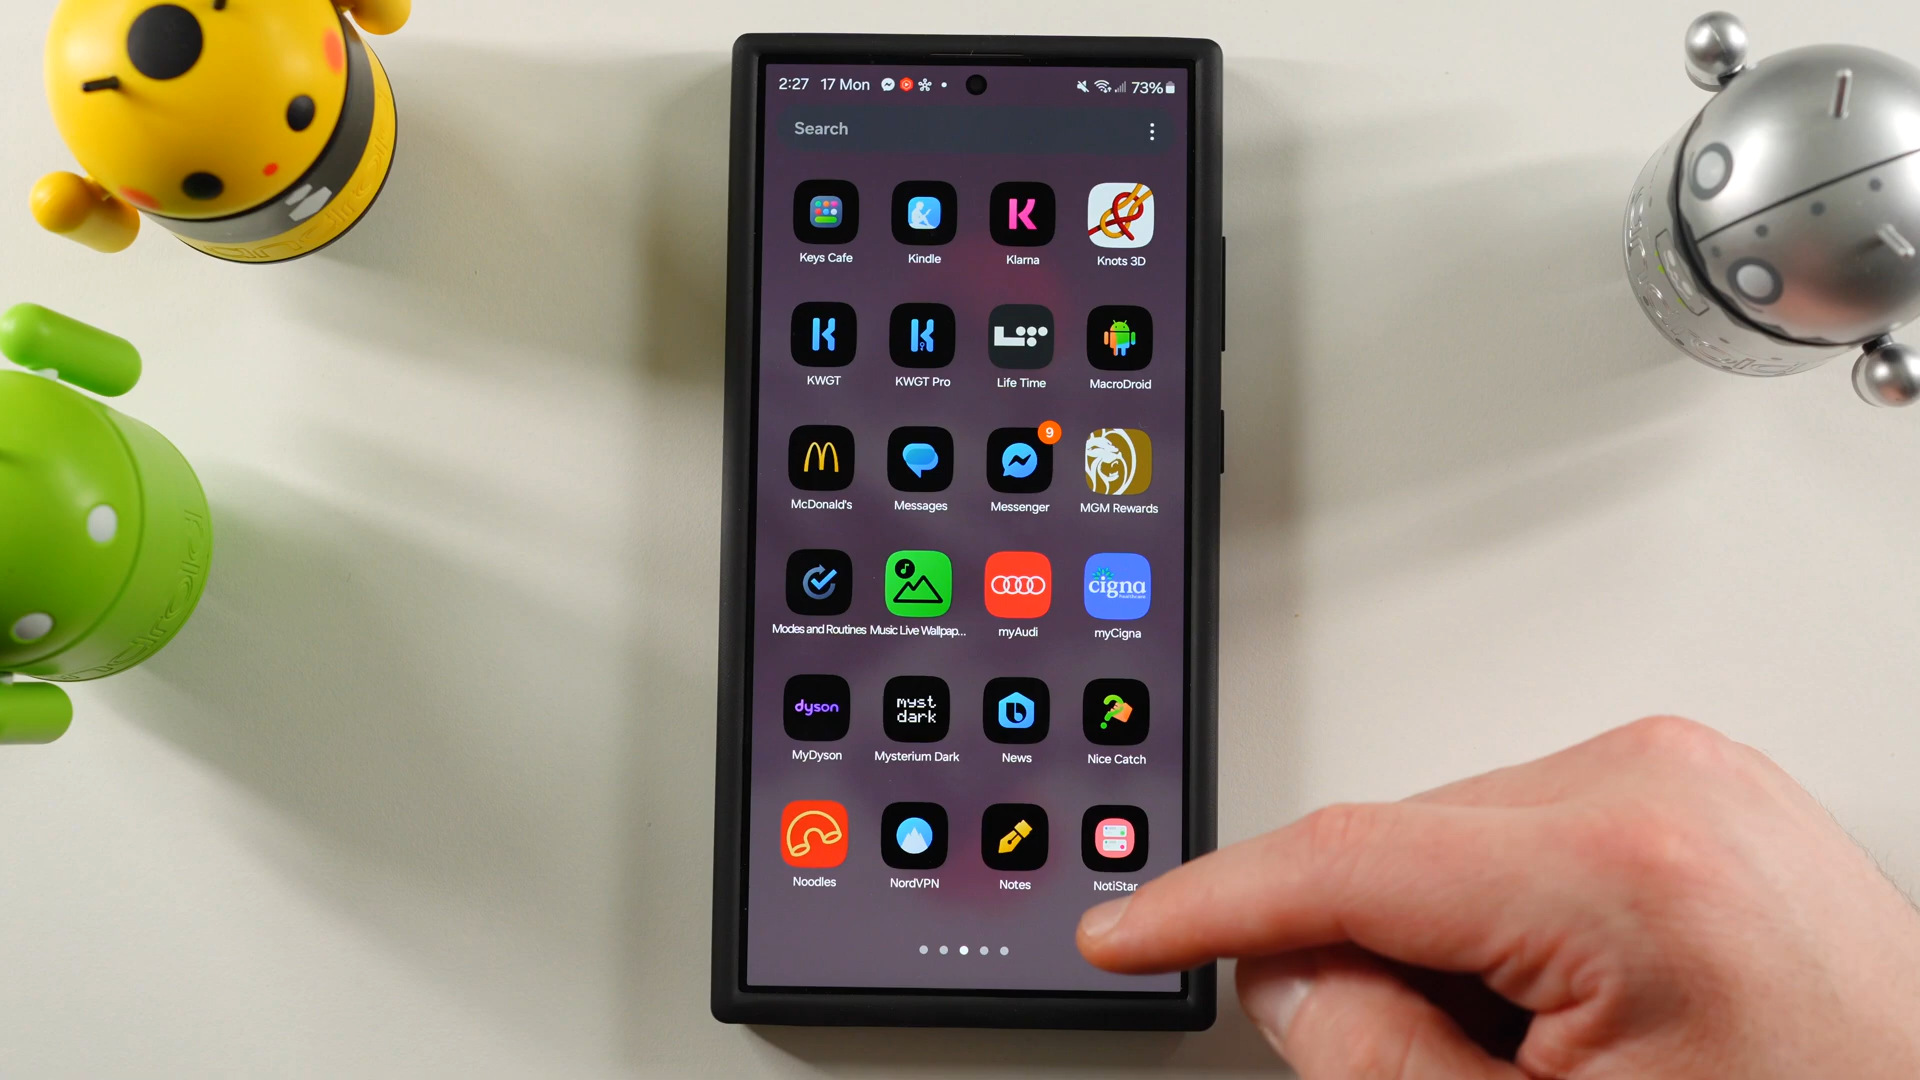 2:27 17 Mon 73%
Search
Keys Cafe Kindle Klarna Knots 3D
KWGT KWGT Pro Life Time MacroDroid
9
McDonald's Messages Messenger MGM Rewards
cigna
Modes and Routines Music Live Wallpap... myAudi myCigna
dyson myst
dark
MyDyson Mysterium Dark News Nice Catch
Noodles NordVPN Notes NotiStar